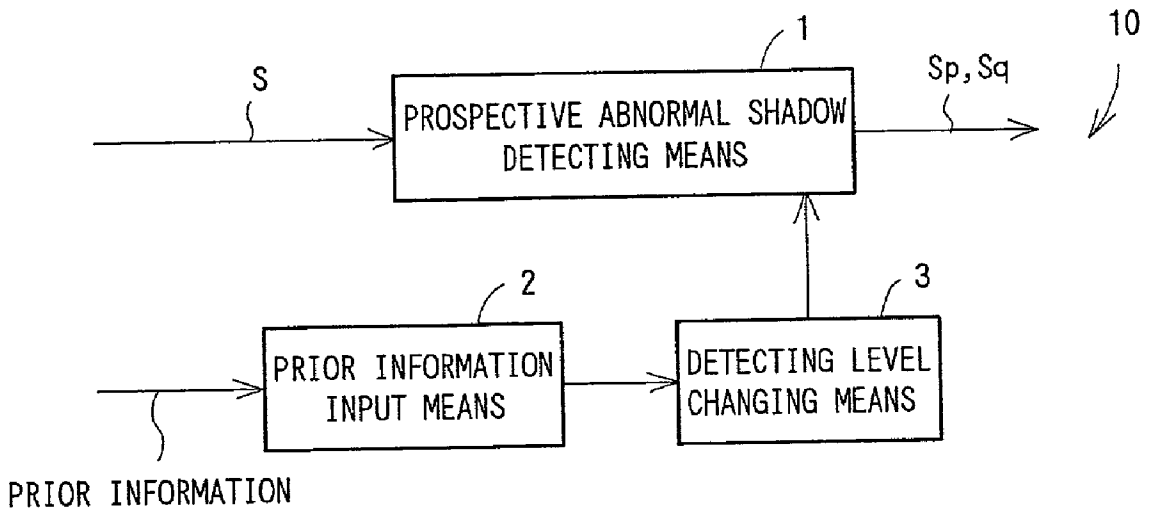 1
10
S
Sp,Sq
PROSPECTIVE ABNORMAL SHADOW
DETECTING MEANS
2
3
PRIOR INFORMATION
INPUT MEANS
DETECTING LEVEL
CHANGING MEANS
PRIOR INFORMATION